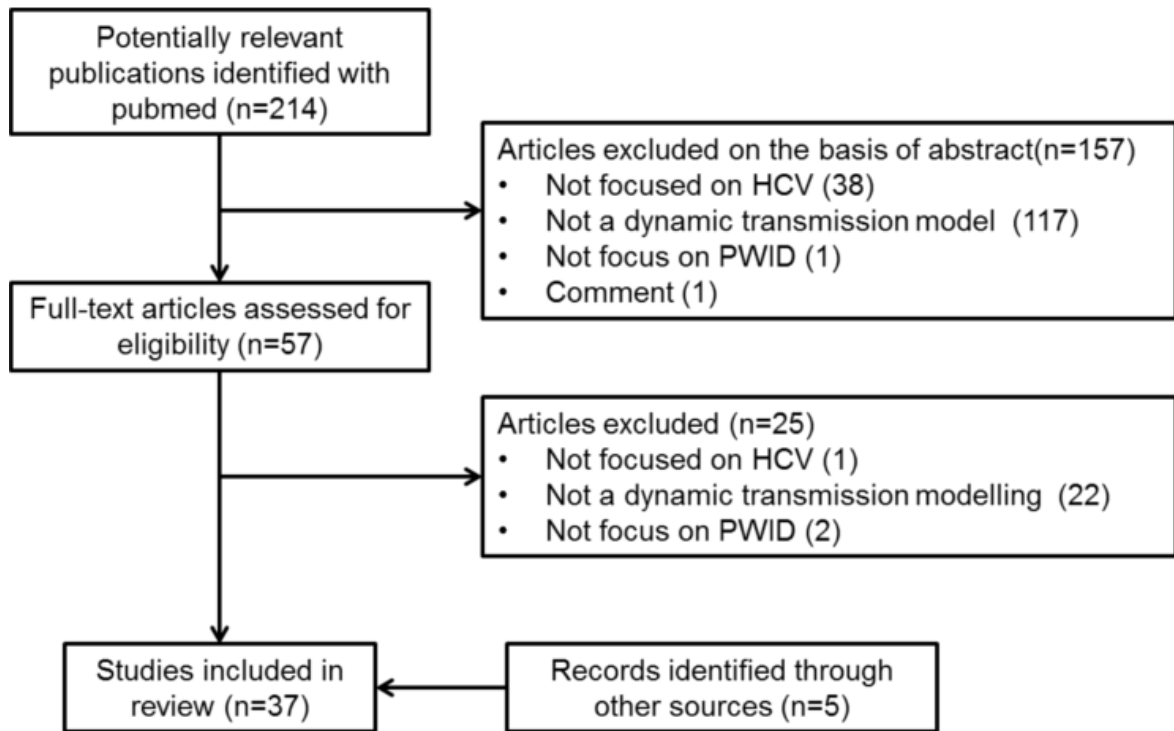 Potentially relevant
publications identified with
pubmed (n=214)
Articles excluded on the basis of abstract(n=157)
• Not focused on HCV (38)
• Not a dynamic transmission model (117)
• Not focus on PWID (1)
• Comment (1)
Full-text articles assessed for
eligibility (n=57)
Articles excluded (n=25)
• Not focused on HCV (1)
• Not a dynamic transmission modelling (22)
• Not focus on PWID (2)
Studies included in
review (n=37)
Records identified through
other sources (n=5)